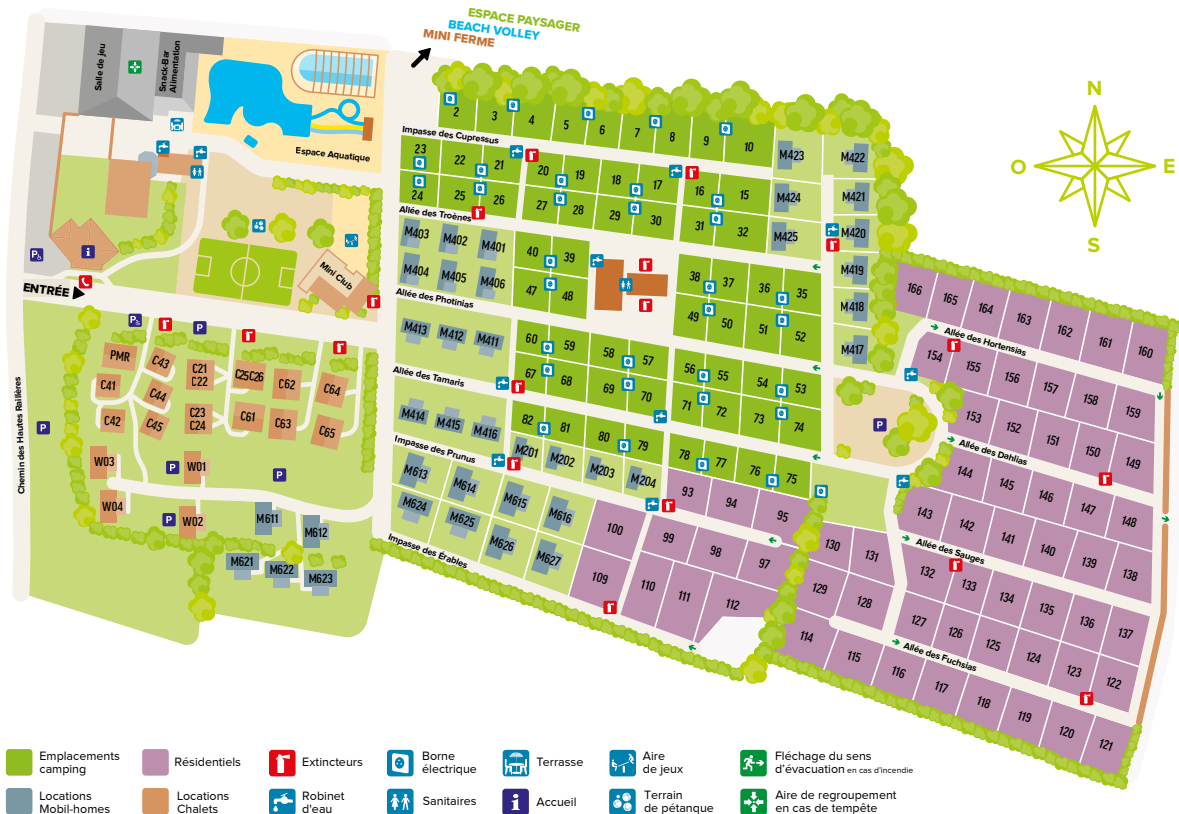 ESPACE PAYSAGER
BEACH VOLLEY
MINI FERME
Salle de jeu
Snack-Bar
Alimentation
Espace Aquatique
Mini Club
ENTRÉE
Chemin des Hautes Raillères
N
O
E
S
2 3 4 5 6 7 8 9 10
Impasse des Cupressus
23 22 21 20 19 18 17 16 15
24 25 26 27 28 29 30 31 32
M423 M422
M424 M421
M425 M420
M419
M418
M417
Allée des Troènes
M403 M402 M401 40 39 38 37 36 35
M404 M405 M406 47 48 49 50 51 52
Allée des Photinias
M413 M412 M411 60 59 58 57 56 55 54 53
67 68 69 70 71 72 73 74
Allée des Tamaris
M414 M415 M416 82 81 80 79 78 77 76 75
M201 M202 M203 M204
Impasse des Prunus
M613 M614 M615 M616 100 93 94 95
M624 M625 M626 M627 99 98 97
109 110 111 112
Impasse des Érables
PMR C43 C21 C22 C25 C26 C62 C64
C41 C44 C23 C24 C61 C63 C65
C42 C45
W03 W01
W04 W02
M611 M612
M621 M622 M623
P P P P P P P P
i
166 165 164 163 162 161 160
Allée des Hortensias
154 155 156 157 158 159
153 152 151 150 149
Allée des Dahlias
144 145 146 147 148
143 142 141 140 139 138
Allée des Sauges
130 131 132 133 134 135 136 137
129 128 127 126 125 124 123 122
Allée des Fuchsias
114 115 116 117 118 119 120 121
Emplacements
camping
Résidentiels
Extincteurs
Borne
électrique
Terrasse
Aire
de jeux
Fléchage du sens
d'évacuation en cas d'incendie
Locations
Mobil-homes
Locations
Chalets
Robinet
d'eau
Sanitaires
i
Accueil
Terrain
de pétanque
Aire de regroupement
en cas de tempête